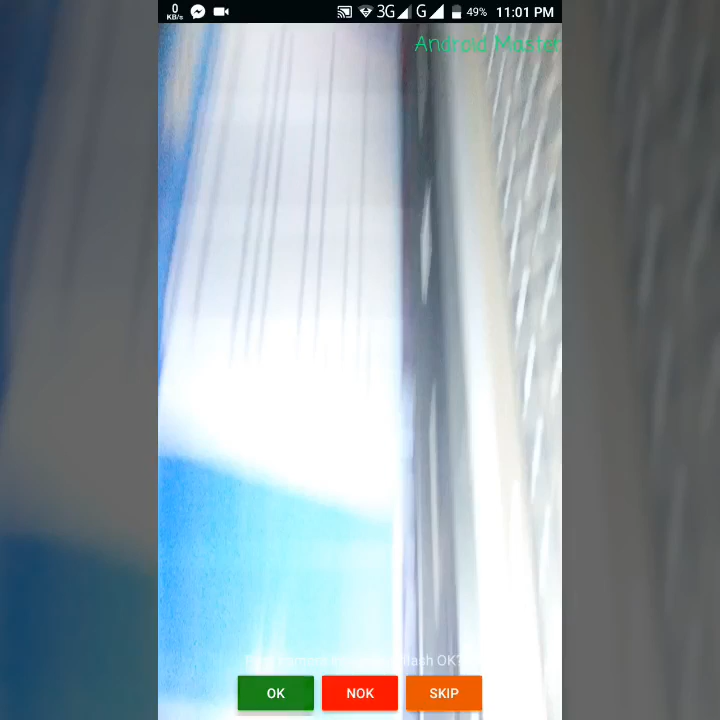 0
KB/s
3G
G
49%
11:01 PM
Android Master
flash OK?
OK
NOK
SKIP